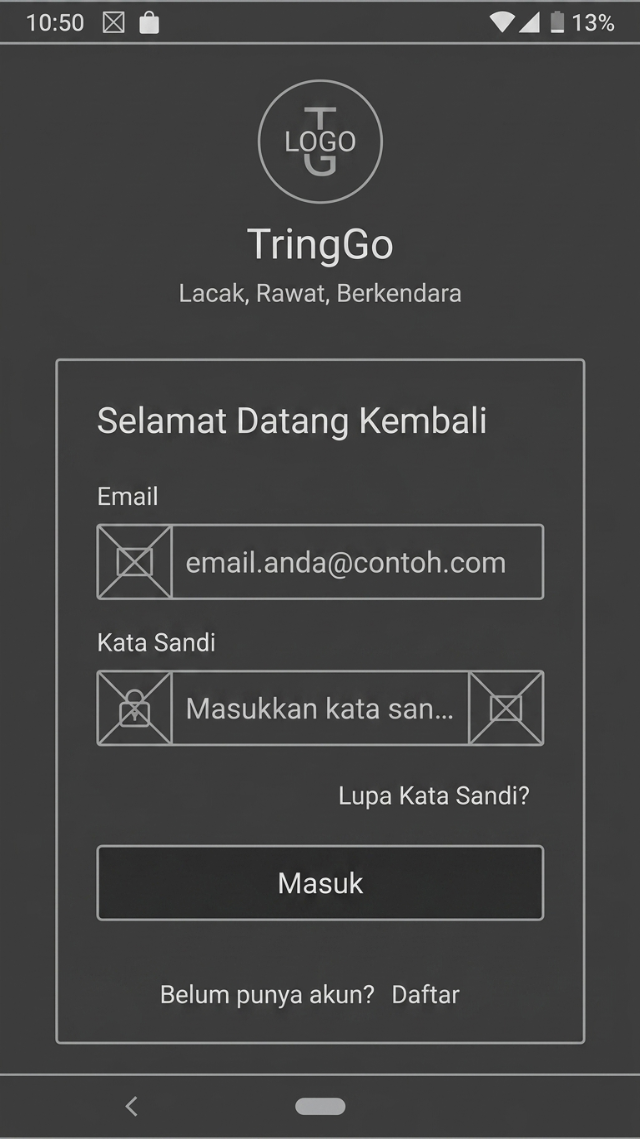 10:50 13%
T
LOGO
G
TringGo
Lacak, Rawat, Berkendara
Selamat Datang Kembali
Email
email.anda@contoh.com
Kata Sandi
Masukkan kata san...
Lupa Kata Sandi?
Masuk
Belum punya akun? Daftar